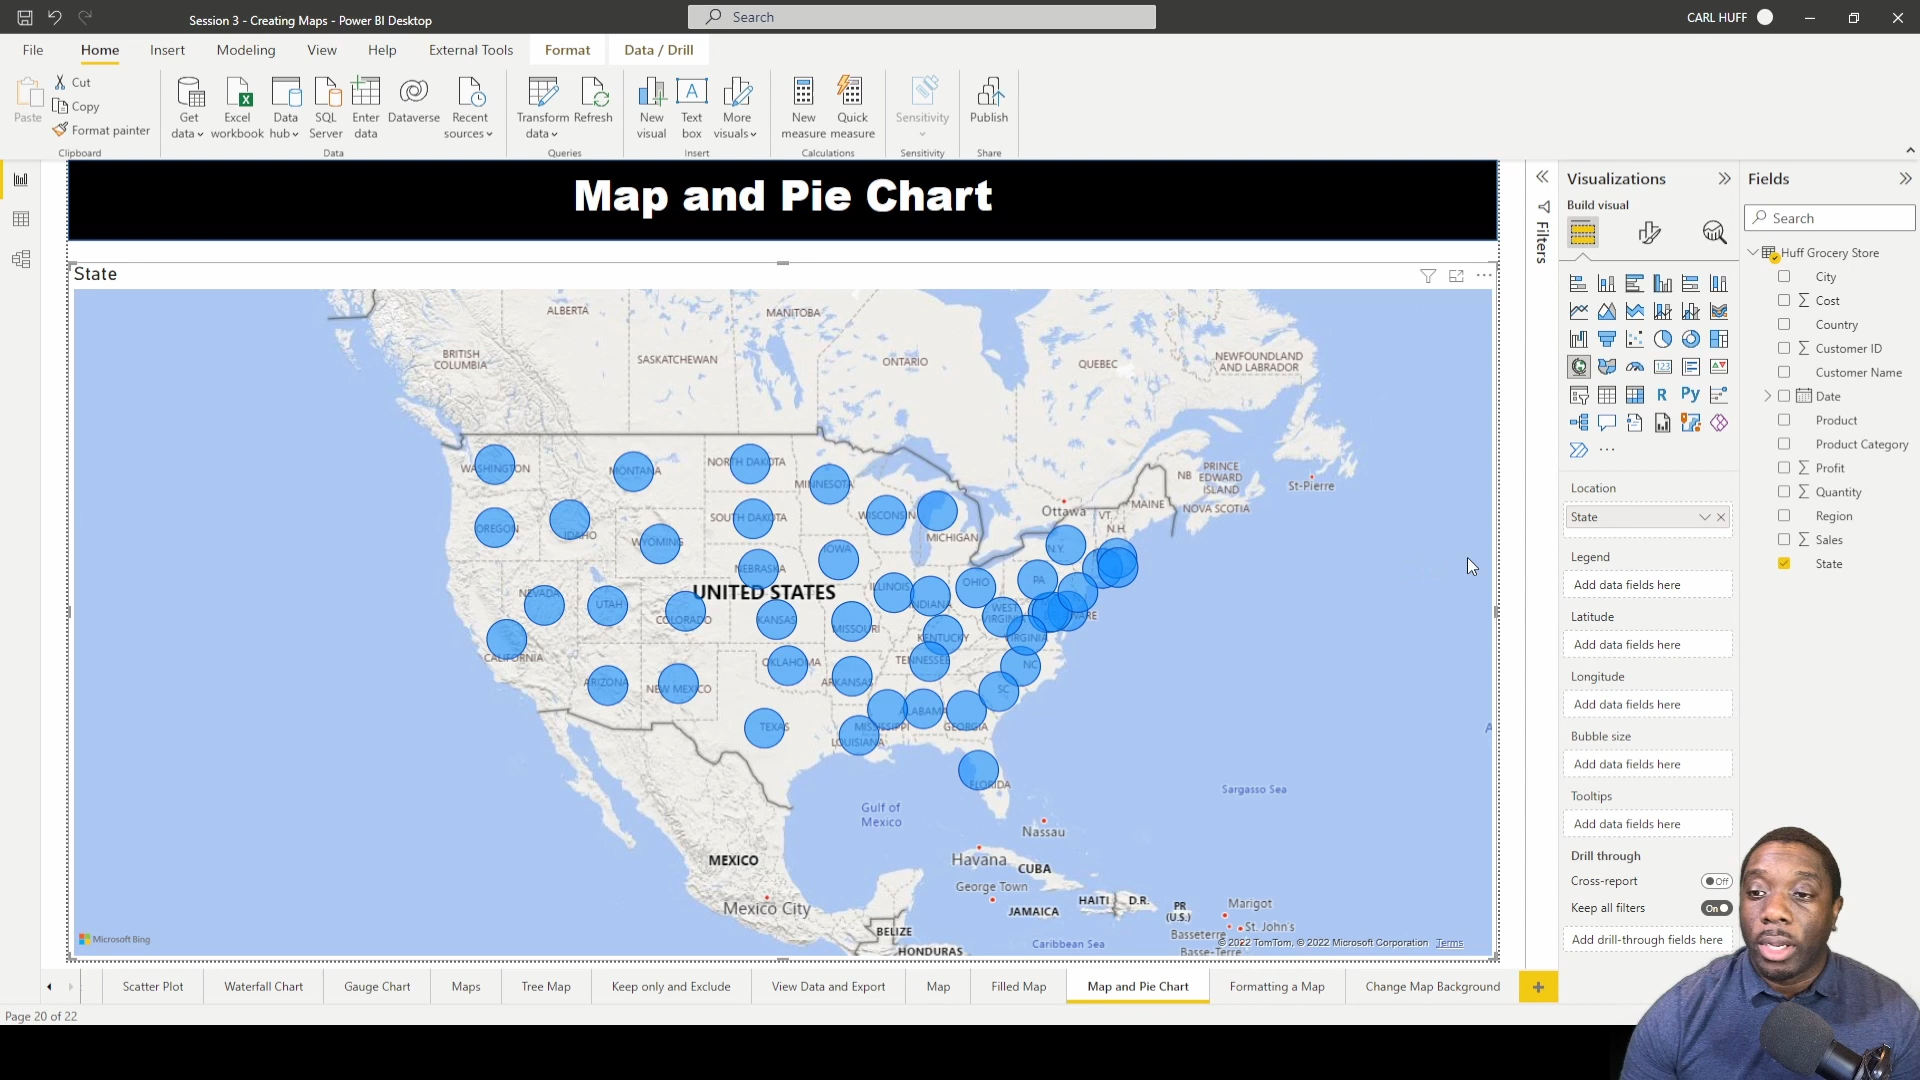 Session 3 - Creating Maps - Power BI Desktop
Search
CARL HUFF
File Home Insert Modeling View Help External Tools Format Data / Drill
Paste
Cut
Copy
Format painter
Get data
Excel workbook
Data hub
SQL Server
Enter data
Dataverse
Recent sources
Transform data
Refresh
New visual
Text box
More visuals
New measure
Quick measure
Sensitivity
Publish
Clipboard Data Queries Insert Calculations Sensitivity Share
Map and Pie Chart
State
ALBERTA
MANITOBA
BRITISH COLUMBIA
SASKATCHEWAN
ONTARIO
QUEBEC
NEWFOUNDLAND AND LABRADOR
WASHINGTON
MONTANA
NORTH DAKOTA
MINNESOTA
NB
PRINCE EDWARD ISLAND
St-Pierre
NOVA SCOTIA
MAINE
Ottawa
VT.
N.H.
OREGON
IDAHO
SOUTH DAKOTA
WISCONSIN
MICHIGAN
WYOMING
IOWA
N.Y.
NEBRASKA
UNITED STATES
ILLINOIS
INDIANA
OHIO
PA
NEVADA
UTAH
COLORADO
KANSAS
MISSOURI
WEST VIRGINIA
VIRGINIA
WARE
KENTUCKY
CALIFORNIA
OKLAHOMA
TENNESSEE
NC
ARIZONA
NEW MEXICO
ARKANSAS
SC
ALABAMA
MISSISSIPPI
GEORGIA
TEXAS
LOUISIANA
FLORIDA
A
Gulf of Mexico
Sargasso Sea
Nassau
MEXICO
Havana
CUBA
George Town
Mexico City
JAMAICA
HAITI
D.R.
PR (U.S.)
Marigot
St. John's
Basseterre
Basse-Terre
BELIZE
HONDURAS
Caribbean Sea
Microsoft Bing
© 2022 TomTom, © 2022 Microsoft Corporation Terms
Filters
Visualizations
Build visual
R
Py
123
Location
State
Legend
Add data fields here
Latitude
Add data fields here
Longitude
Add data fields here
Bubble size
Add data fields here
Tooltips
Add data fields here
Drill through
Cross-report
Off
Keep all filters
On
Add drill-through fields here
Fields
Search
Huff Grocery Store
City
Cost
Country
Customer ID
Customer Name
Date
Product
Product Category
Profit
Quantity
Region
Sales
State
Scatter Plot
Waterfall Chart
Gauge Chart
Maps
Tree Map
Keep only and Exclude
View Data and Export
Map
Filled Map
Map and Pie Chart
Formatting a Map
Change Map Background
Page 20 of 22